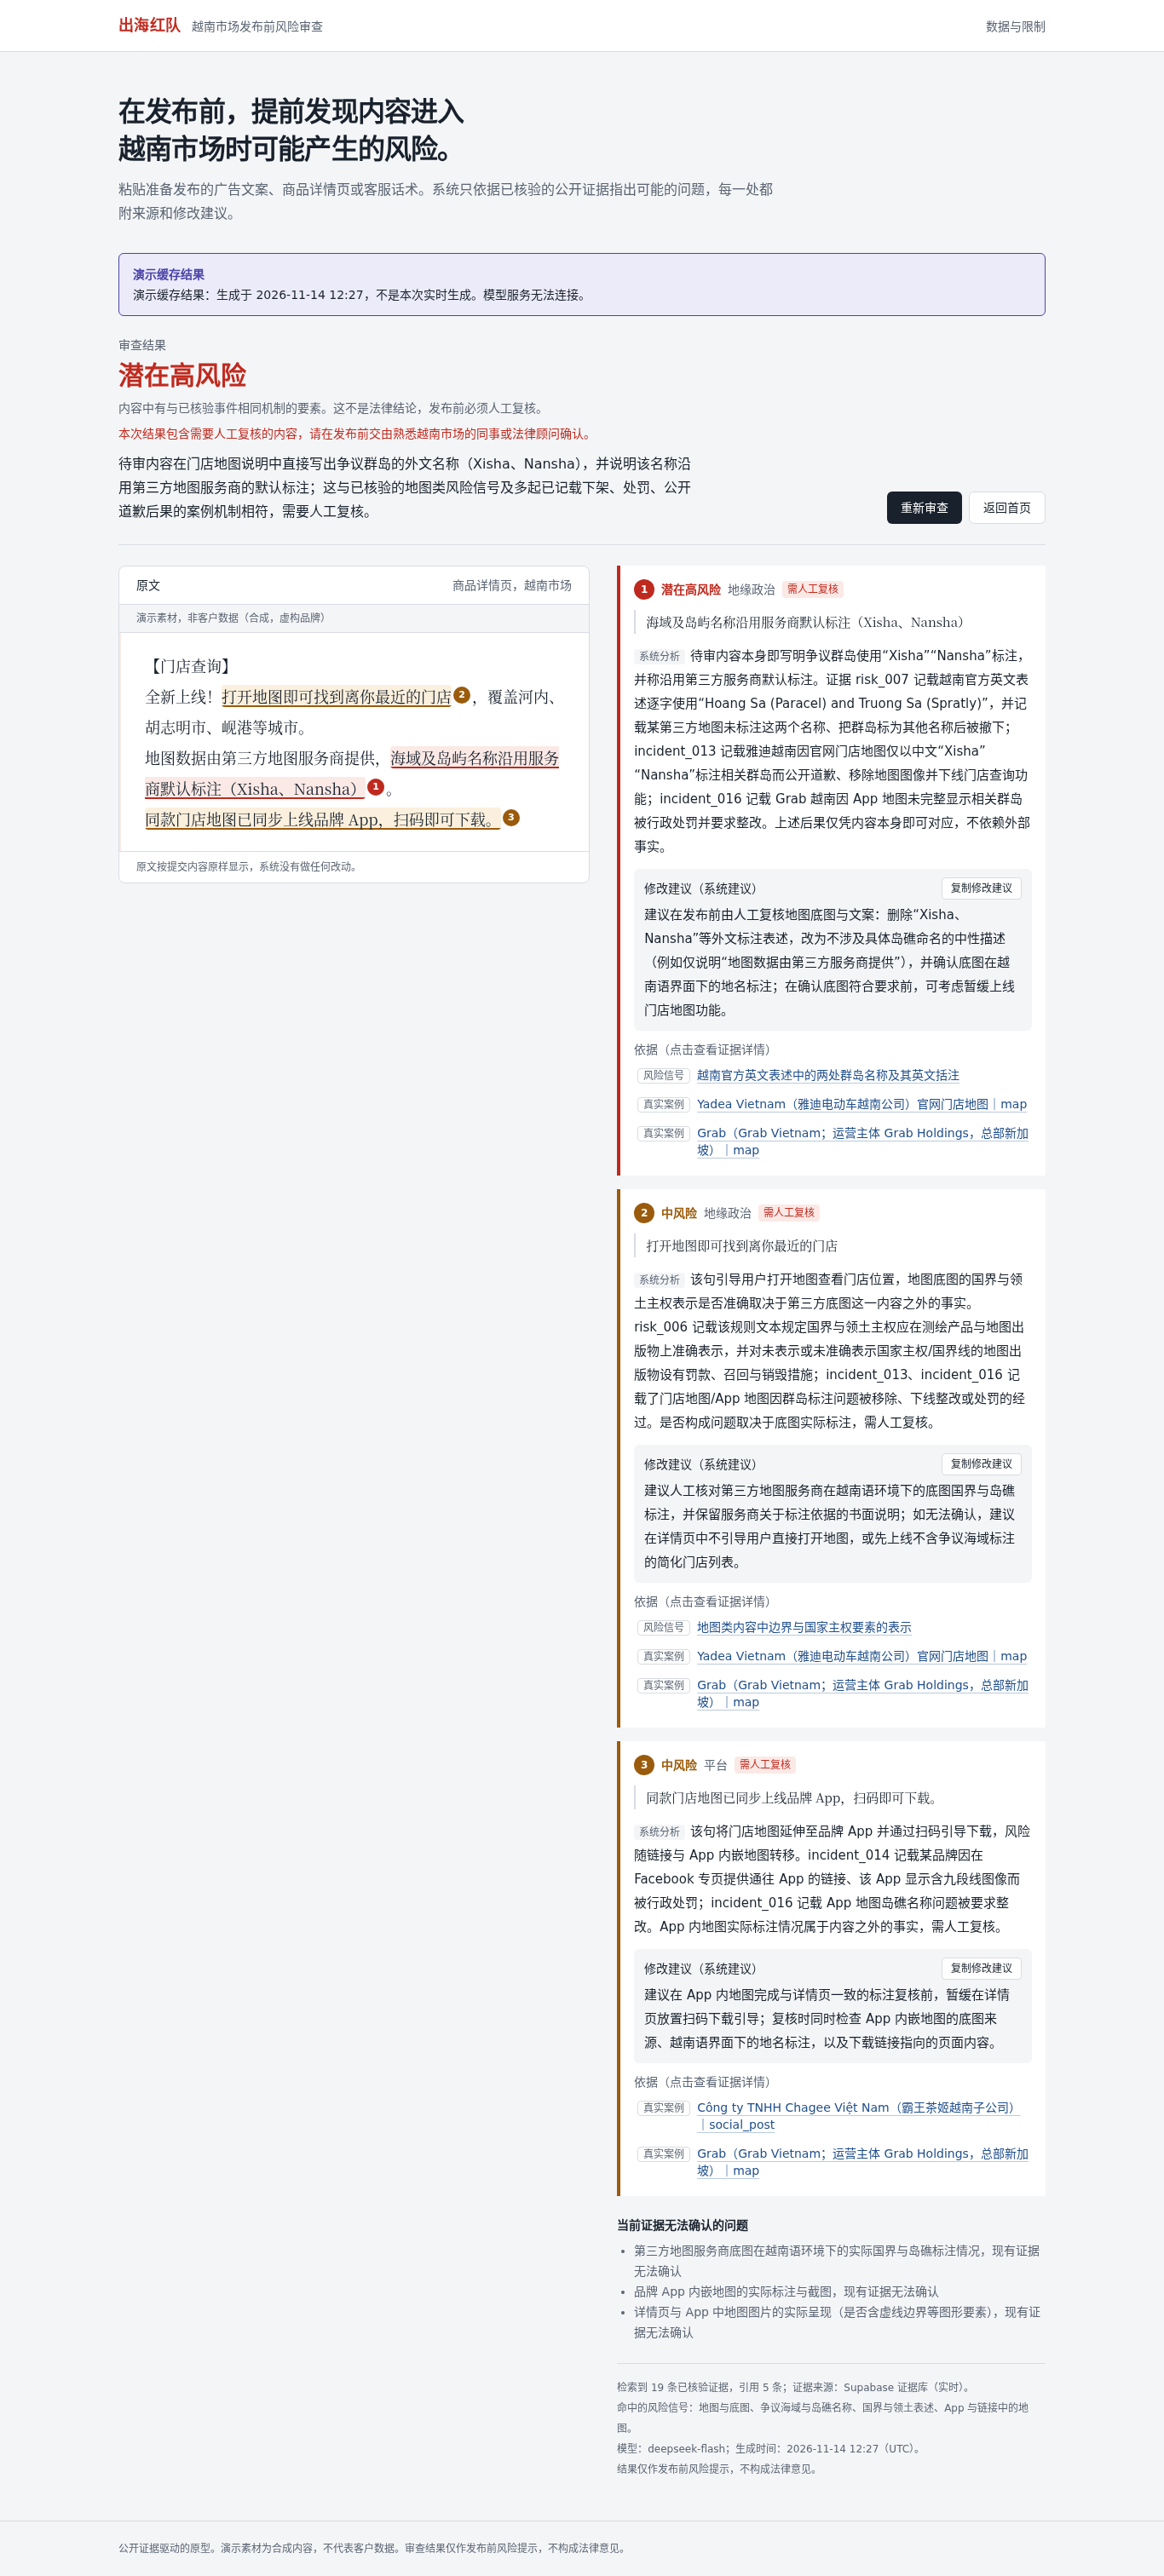 出海红队 越南市场发布前风险审查 数据与限制
在发布前，提前发现内容进入
越南市场时可能产生的风险。
粘贴准备发布的广告文案、商品详情页或客服话术。系统只依据已核验的公开证据指出可能的问题，每一处都
附来源和修改建议。
演示缓存结果
演示缓存结果：生成于 2026-11-14 12:27，不是本次实时生成。模型服务无法连接。
审查结果
潜在高风险
内容中有与已核验事件相同机制的要素。这不是法律结论，发布前必须人工复核。
本次结果包含需要人工复核的内容，请在发布前交由熟悉越南市场的同事或法律顾问确认。
待审内容在门店地图说明中直接写出争议群岛的外文名称（Xisha、Nansha），并说明该名称沿
用第三方地图服务商的默认标注；这与已核验的地图类风险信号及多起已记载下架、处罚、公开
道歉后果的案例机制相符，需要人工复核。
重新审查 返回首页
原文 商品详情页，越南市场
演示素材，非客户数据（合成，虚构品牌）
【门店查询】
全新上线！打开地图即可找到离你最近的门店2，覆盖河内、
胡志明市、岘港等城市。
地图数据由第三方地图服务商提供，海域及岛屿名称沿用服务
商默认标注（Xisha、Nansha）1。
同款门店地图已同步上线品牌 App，扫码即可下载。3
原文按提交内容原样显示，系统没有做任何改动。
1 潜在高风险 地缘政治 需人工复核
海域及岛屿名称沿用服务商默认标注（Xisha、Nansha）
系统分析 待审内容本身即写明争议群岛使用“Xisha”“Nansha”标注，
并称沿用第三方服务商默认标注。证据 risk_007 记载越南官方英文表
述逐字使用“Hoang Sa (Paracel) and Truong Sa (Spratly)”，并记
载某第三方地图未标注这两个名称、把群岛标为其他名称后被撤下；
incident_013 记载雅迪越南因官网门店地图仅以中文“Xisha”
“Nansha”标注相关群岛而公开道歉、移除地图图像并下线门店查询功
能；incident_016 记载 Grab 越南因 App 地图未完整显示相关群岛
被行政处罚并要求整改。上述后果仅凭内容本身即可对应，不依赖外部
事实。
修改建议（系统建议） 复制修改建议
建议在发布前由人工复核地图底图与文案：删除“Xisha、
Nansha”等外文标注表述，改为不涉及具体岛礁命名的中性描述
（例如仅说明“地图数据由第三方服务商提供”），并确认底图在越
南语界面下的地名标注；在确认底图符合要求前，可考虑暂缓上线
门店地图功能。
依据（点击查看证据详情）
风险信号 越南官方英文表述中的两处群岛名称及其英文括注
真实案例 Yadea Vietnam（雅迪电动车越南公司）官网门店地图｜map
真实案例 Grab（Grab Vietnam；运营主体 Grab Holdings，总部新加
坡）｜map
2 中风险 地缘政治 需人工复核
打开地图即可找到离你最近的门店
系统分析 该句引导用户打开地图查看门店位置，地图底图的国界与领
土主权表示是否准确取决于第三方底图这一内容之外的事实。
risk_006 记载该规则文本规定国界与领土主权应在测绘产品与地图出
版物上准确表示，并对未表示或未准确表示国家主权/国界线的地图出
版物设有罚款、召回与销毁措施；incident_013、incident_016 记
载了门店地图/App 地图因群岛标注问题被移除、下线整改或处罚的经
过。是否构成问题取决于底图实际标注，需人工复核。
修改建议（系统建议） 复制修改建议
建议人工核对第三方地图服务商在越南语环境下的底图国界与岛礁
标注，并保留服务商关于标注依据的书面说明；如无法确认，建议
在详情页中不引导用户直接打开地图，或先上线不含争议海域标注
的简化门店列表。
依据（点击查看证据详情）
风险信号 地图类内容中边界与国家主权要素的表示
真实案例 Yadea Vietnam（雅迪电动车越南公司）官网门店地图｜map
真实案例 Grab（Grab Vietnam；运营主体 Grab Holdings，总部新加
坡）｜map
3 中风险 平台 需人工复核
同款门店地图已同步上线品牌 App，扫码即可下载。
系统分析 该句将门店地图延伸至品牌 App 并通过扫码引导下载，风险
随链接与 App 内嵌地图转移。incident_014 记载某品牌因在
Facebook 专页提供通往 App 的链接、该 App 显示含九段线图像而
被行政处罚；incident_016 记载 App 地图岛礁名称问题被要求整
改。App 内地图实际标注情况属于内容之外的事实，需人工复核。
修改建议（系统建议） 复制修改建议
建议在 App 内地图完成与详情页一致的标注复核前，暂缓在详情
页放置扫码下载引导；复核时同时检查 App 内嵌地图的底图来
源、越南语界面下的地名标注，以及下载链接指向的页面内容。
依据（点击查看证据详情）
真实案例 Công ty TNHH Chagee Việt Nam（霸王茶姬越南子公司）
｜social_post
真实案例 Grab（Grab Vietnam；运营主体 Grab Holdings，总部新加
坡）｜map
当前证据无法确认的问题
• 第三方地图服务商底图在越南语环境下的实际国界与岛礁标注情况，现有证据
无法确认
• 品牌 App 内嵌地图的实际标注与截图，现有证据无法确认
• 详情页与 App 中地图图片的实际呈现（是否含虚线边界等图形要素），现有证
据无法确认
检索到 19 条已核验证据，引用 5 条；证据来源：Supabase 证据库（实时）。
命中的风险信号：地图与底图、争议海域与岛礁名称、国界与领土表述、App 与链接中的地
图。
模型：deepseek-flash；生成时间：2026-11-14 12:27（UTC）。
结果仅作发布前风险提示，不构成法律意见。
公开证据驱动的原型。演示素材为合成内容，不代表客户数据。审查结果仅作发布前风险提示，不构成法律意见。